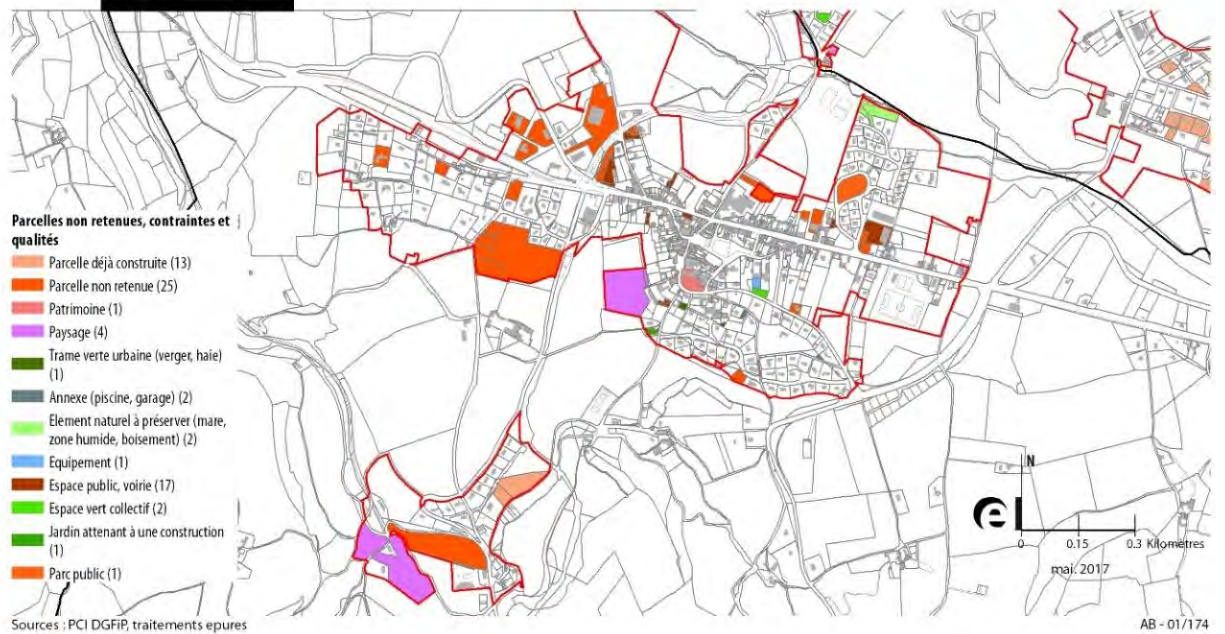 Parcelles non retenues, contraintes et
qualités
Parcelle déjà construite (13)
Parcelle non retenue (25)
Patrimoine (1)
Paysage (4)
Trame verte urbaine (verger, haie)
(1)
Annexe (piscine, garage) (2)
Element naturel à préserver (mare,
zone humide, boisement) (2)
Equipement (1)
Espace public, voirie (17)
Espace vert collectif (2)
Jardin attenant à une construction
(1)
Parc public (1)
N
e
0 0.15 0.3 Kilomètres
mai. 2017
Sources : PCI DGFiP, traitements epures
AB - 01/174